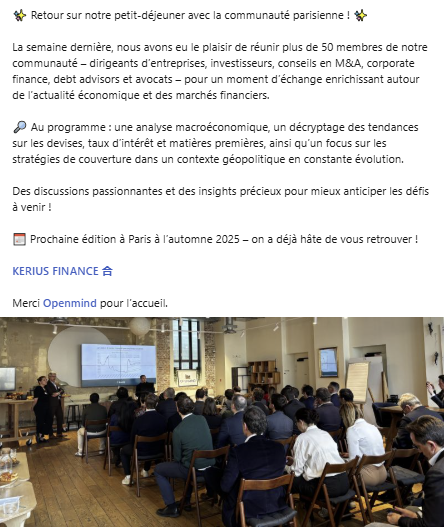 ✨ Retour sur notre petit-déjeuner avec la communauté parisienne ! ✨
La semaine dernière, nous avons eu le plaisir de réunir plus de 50 membres de notre
communauté – dirigeants d'entreprises, investisseurs, conseils en M&A, corporate
finance, debt advisors et avocats – pour un moment d'échange enrichissant autour
de l'actualité économique et des marchés financiers.
🔎 Au programme : une analyse macroéconomique, un décryptage des tendances
sur les devises, taux d'intérêt et matières premières, ainsi qu'un focus sur les
stratégies de couverture dans un contexte géopolitique en constante évolution.
Des discussions passionnantes et des insights précieux pour mieux anticiper les défis
à venir !
🗓️ Prochaine édition à Paris à l'automne 2025 – on a déjà hâte de vous retrouver !
KERIUS FINANCE 合
Merci Openmind pour l'accueil.